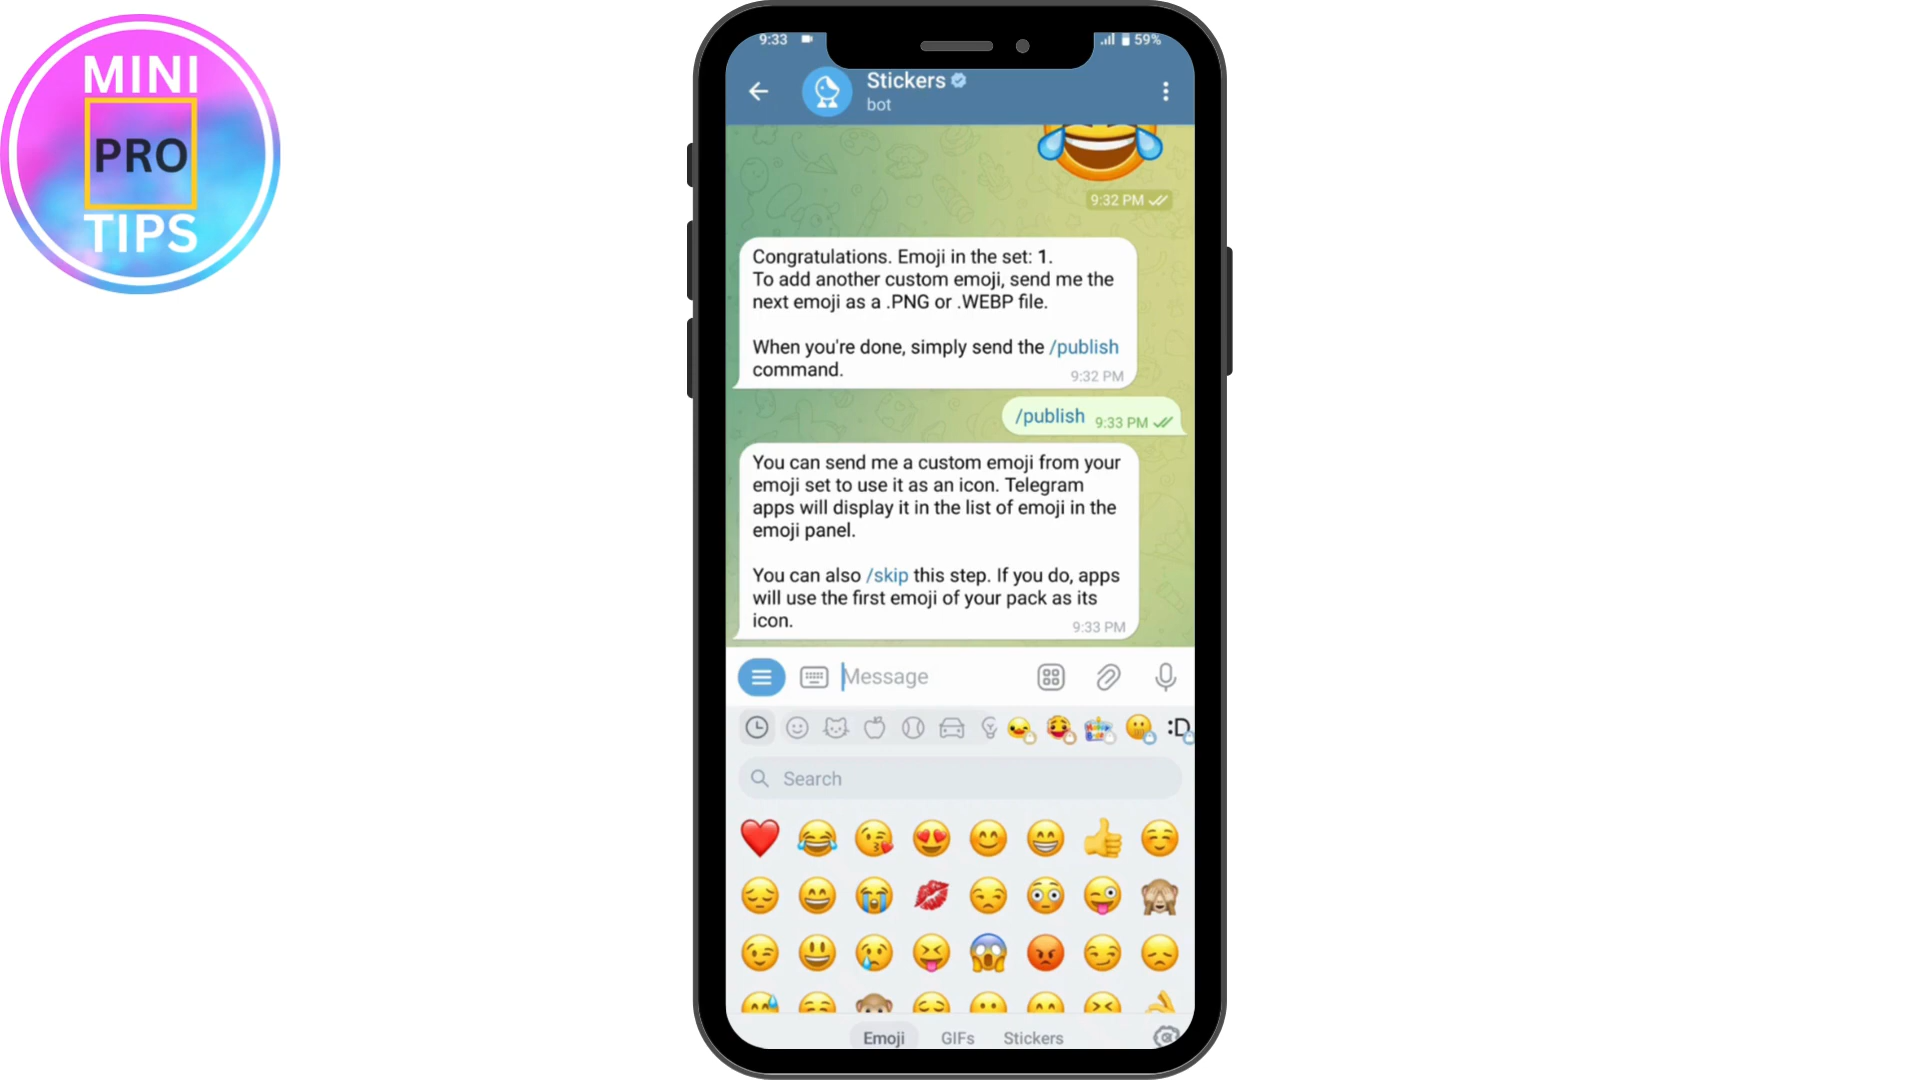 MINI
PRO
TIPS
9:33
59%
Stickers
bot
9:32 PM
Congratulations. Emoji in the set: 1.
To add another custom emoji, send me the
next emoji as a .PNG or .WEBP file.
When you're done, simply send the /publish
command.
9:32 PM
/publish
9:33 PM
You can send me a custom emoji from your
emoji set to use it as an icon. Telegram
apps will display it in the list of emoji in the
emoji panel.
You can also /skip this step. If you do, apps
will use the first emoji of your pack as its
icon.
9:33 PM
Message
:D
Search
Emoji GIFs Stickers